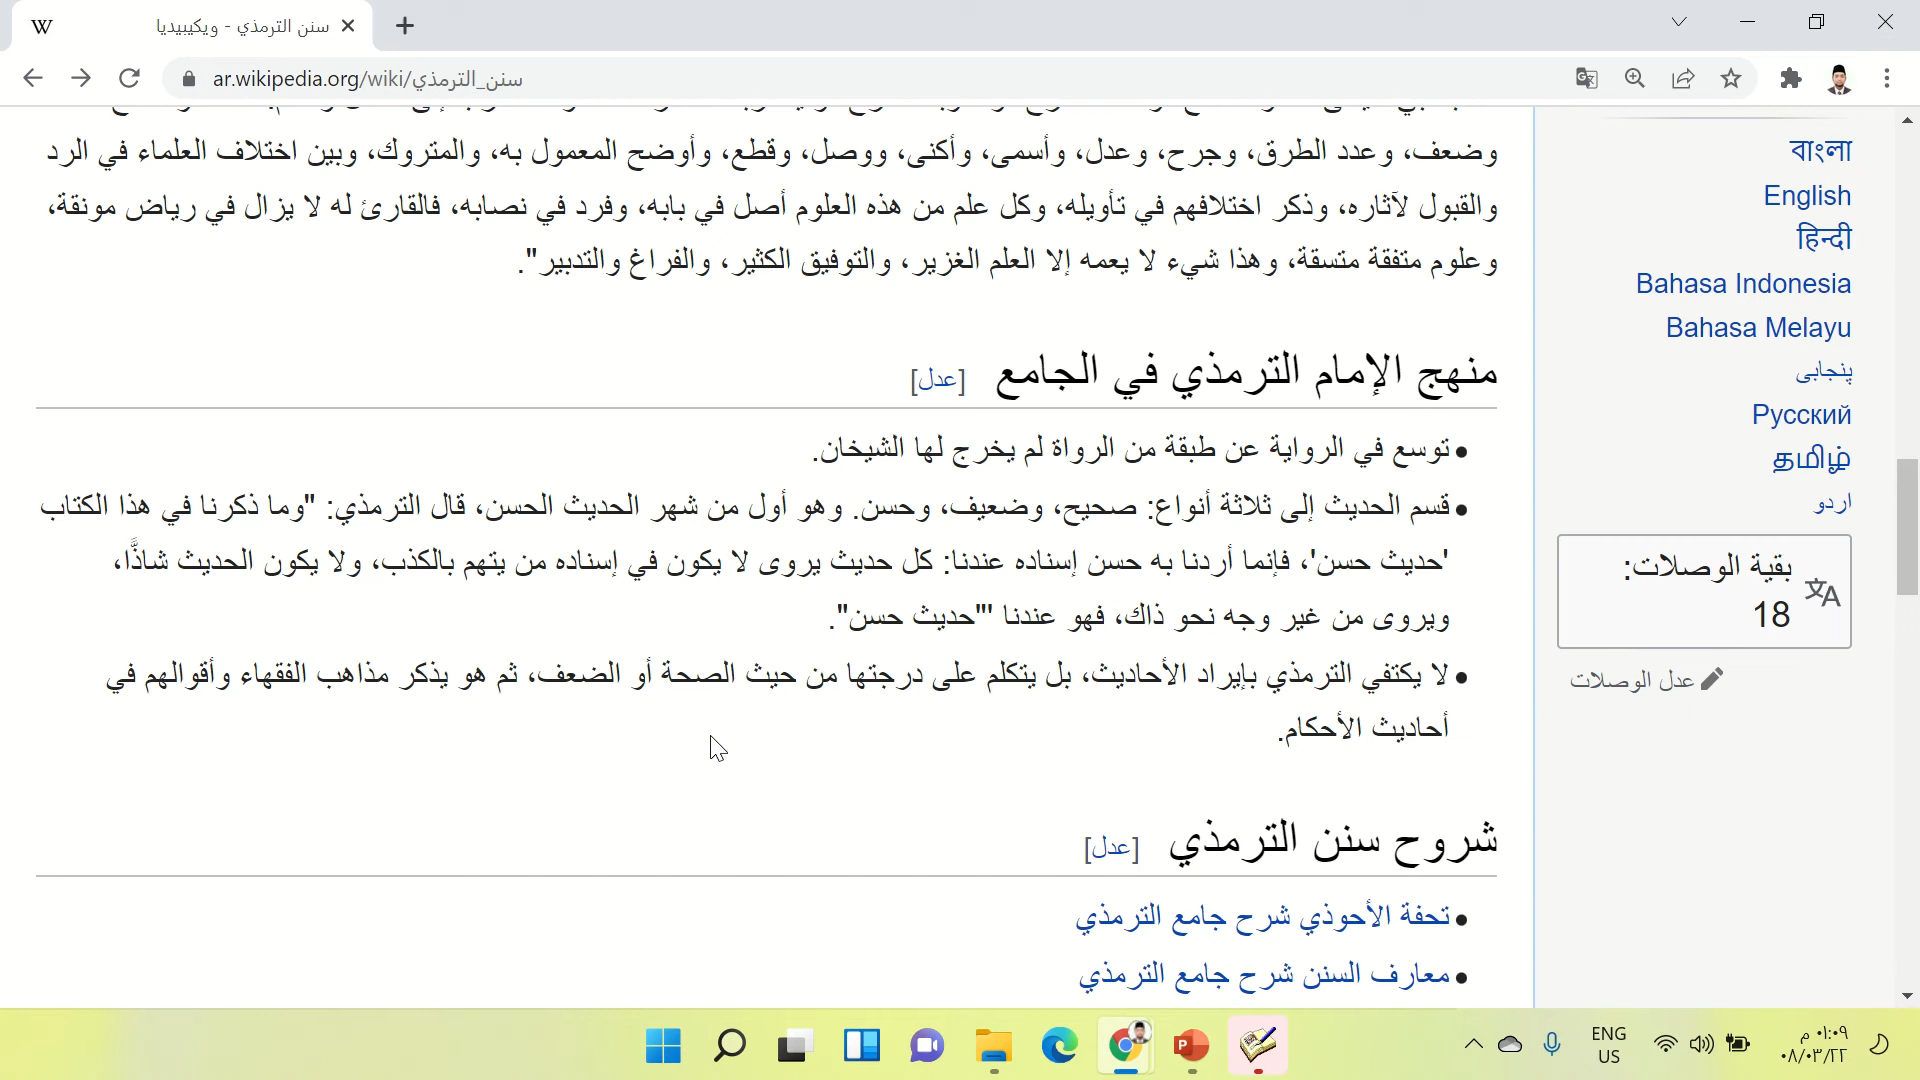 سنن الترمذي - ويكيبيديا
ar.wikipedia.org/wiki/سنن_الترمذي
وضعف، وعدد الطرق، وجرح، وعدل، وأسمى، وأكنى، ووصل، وقطع، وأوضح المعمول به، والمتروك، وبين اختلاف العلماء في الرد
والقبول لآثاره، وذكر اختلافهم في تأويله، وكل علم من هذه العلوم أصل في بابه، وفرد في نصابه، فالقارئ له لا يزال في رياض مونقة،
وعلوم متفقة متسقة، وهذا شيء لا يعمه إلا العلم الغزير، والتوفيق الكثير، والفراغ والتدبير".
منهج الإمام الترمذي في الجامع [عدل]
توسع في الرواية عن طبقة من الرواة لم يخرج لها الشيخان.
قسم الحديث إلى ثلاثة أنواع: صحيح، وضعيف، وحسن. وهو أول من شهر الحديث الحسن، قال الترمذي: "وما ذكرنا في هذا الكتاب
'حديث حسن'، فإنما أردنا به حسن إسناده عندنا: كل حديث يروى لا يكون في إسناده من يتهم بالكذب، ولا يكون الحديث شاذًّا،
ويروى من غير وجه نحو ذاك، فهو عندنا '"حديث حسن".
لا يكتفي الترمذي بإيراد الأحاديث، بل يتكلم على درجتها من حيث الصحة أو الضعف، ثم هو يذكر مذاهب الفقهاء وأقوالهم في
أحاديث الأحكام.
شروح سنن الترمذي [عدل]
تحفة الأحوذي شرح جامع الترمذي
معارف السنن شرح جامع الترمذي
বাংলা
English
हिन्दी
Bahasa Indonesia
Bahasa Melayu
پنجابی
Русский
தமிழ்
اردو
بقية الوصلات:
18
عدل الوصلات
ENG
US
٠١:٠٩ م
٠٨/٠٣/٢٢